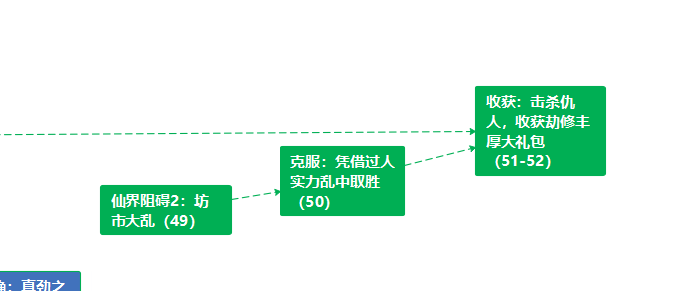 收获：击杀仇
人，收获劫修丰
厚大礼包
（51-52）
克服：凭借过人
实力乱中取胜
（50）
仙界阻碍2：坊
市大乱（49）
：真劲之